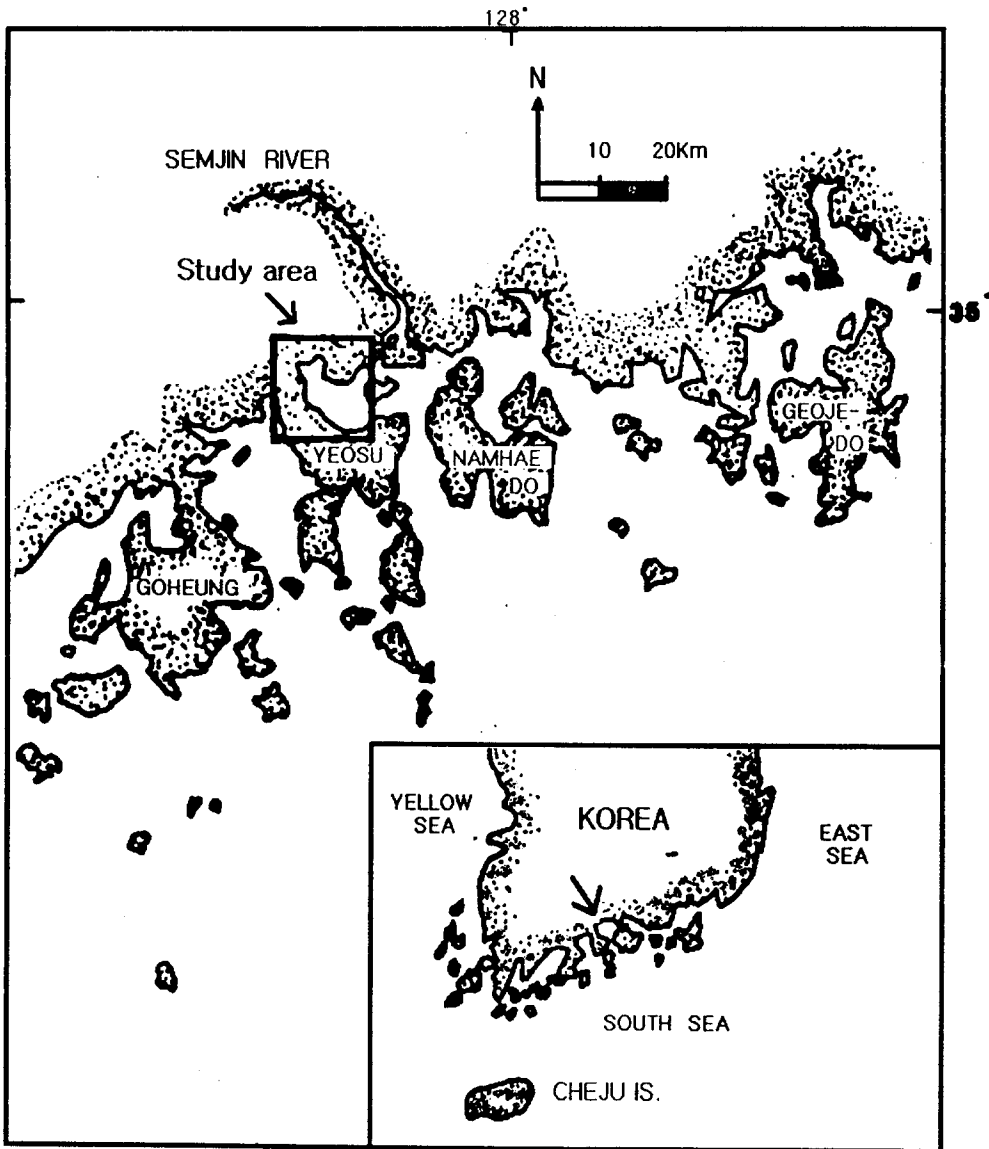 128°
N
10 20Km
SEMJIN RIVER
Study area
35°
GEOJE-
DO
YEOSU
NAMHAE
DO
GOHEUNG
YELLOW
SEA
KOREA
EAST
SEA
SOUTH SEA
CHEJU IS.